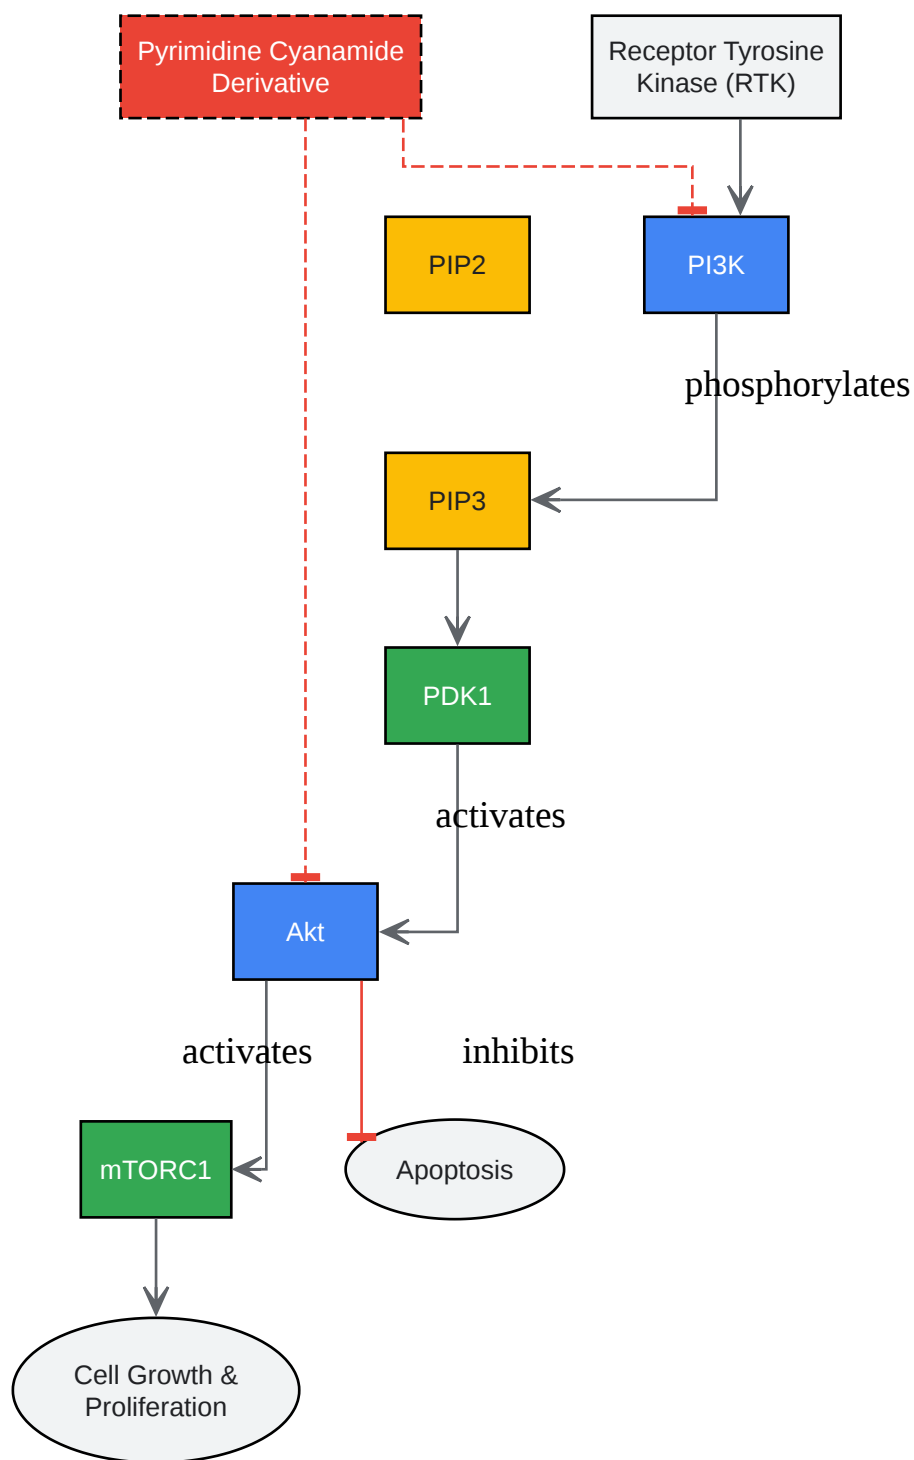 Pyrimidine Cyanamide
Derivative
Receptor Tyrosine
Kinase (RTK)
PIP2
PI3K
phosphorylates
PIP3
PDK1
activates
Akt
activates
inhibits
mTORC1
Apoptosis
Cell Growth &
Proliferation